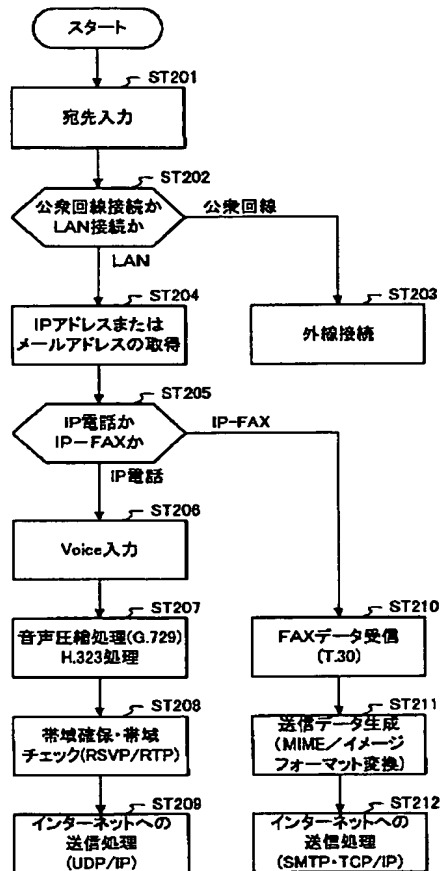 スタート
ST201
宛先入力
ST202
公衆回線接続か
LAN接続か
公衆回線
LAN
ST204
IPアドレスまたは
メールアドレスの取得
ST203
外線接続
ST205
IP電話か
IP-FAXか
IP-FAX
IP電話
ST206
Voice入力
ST207
音声圧縮処理(G.729)
H.323処理
ST210
FAXデータ受信
(T.30)
ST208
帯域確保・帯域
チェック(RSVP/RTP)
ST211
送信データ生成
(MIME/イメージ
フォーマット変換)
ST209
インターネットへの
送信処理
(UDP/IP)
ST212
インターネットへの
送信処理
(SMTP・TCP/IP)